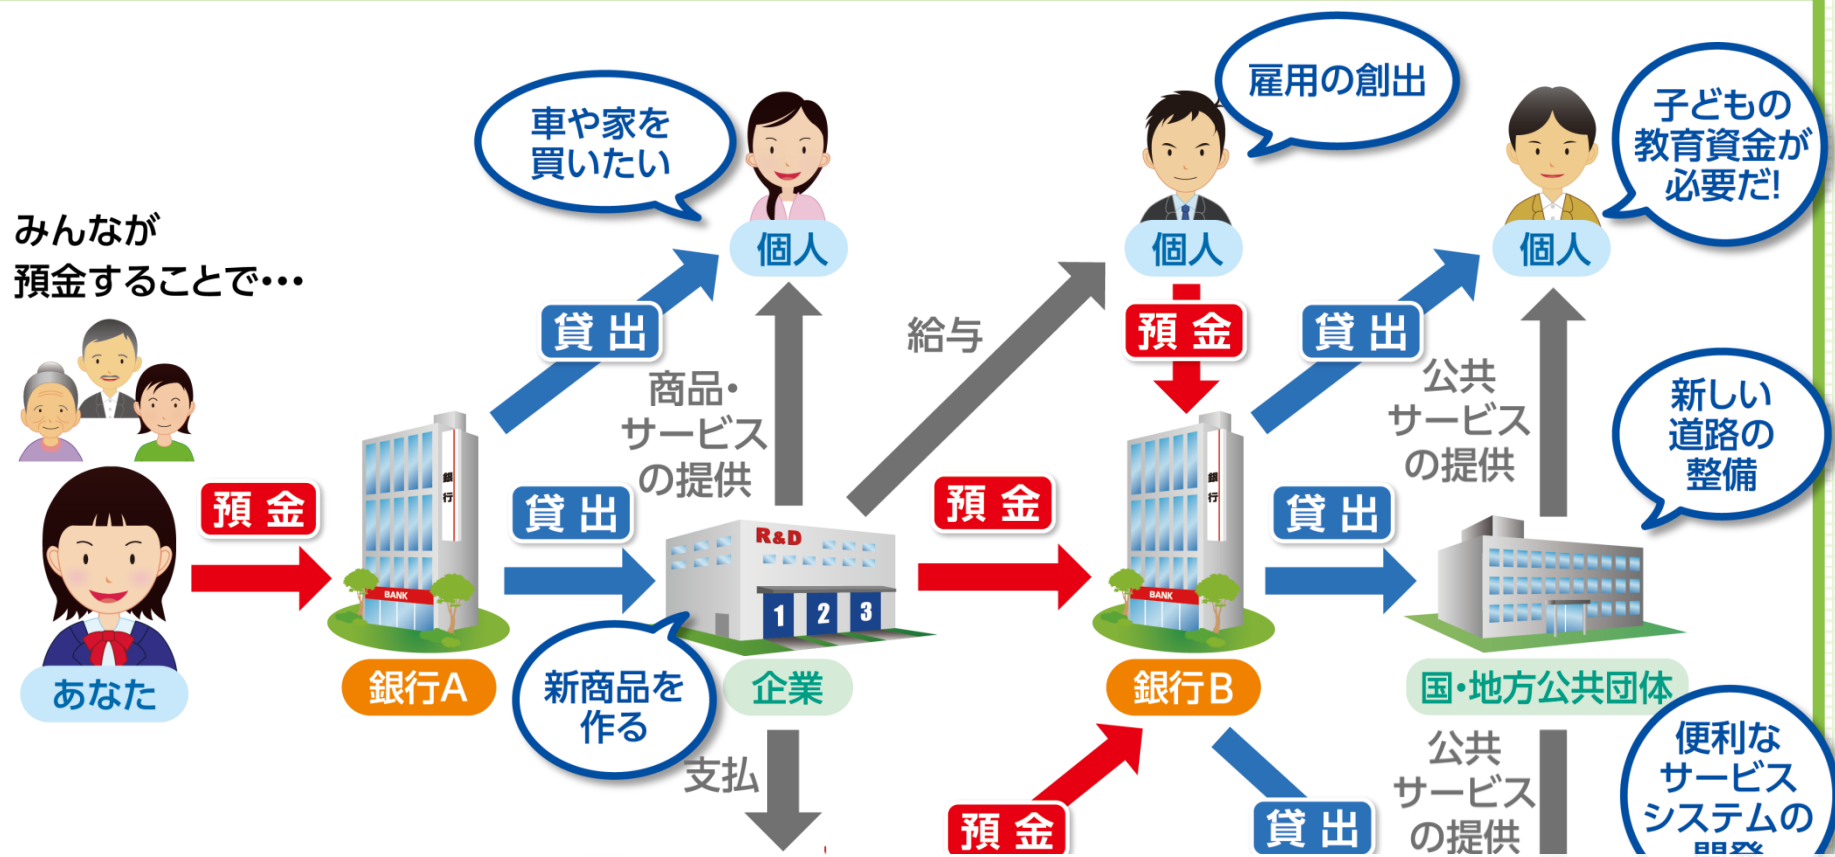 みんなが
預金することで・・・
あなた
預金
銀行
BANK
銀行A
貸出
貸出
車や家を
買いたい
個人
商品・
サービス
の提供
R&D
1 2 3
新商品を
作る
企業
支払
給与
雇用の創出
個人
預金
預金
銀行
BANK
銀行B
預金
貸出
貸出
貸出
子どもの
教育資金が
必要だ!
個人
公共
サービス
の提供
新しい
道路の
整備
国・地方公共団体
公共
サービス
の提供
便利な
サービス
システムの
開発